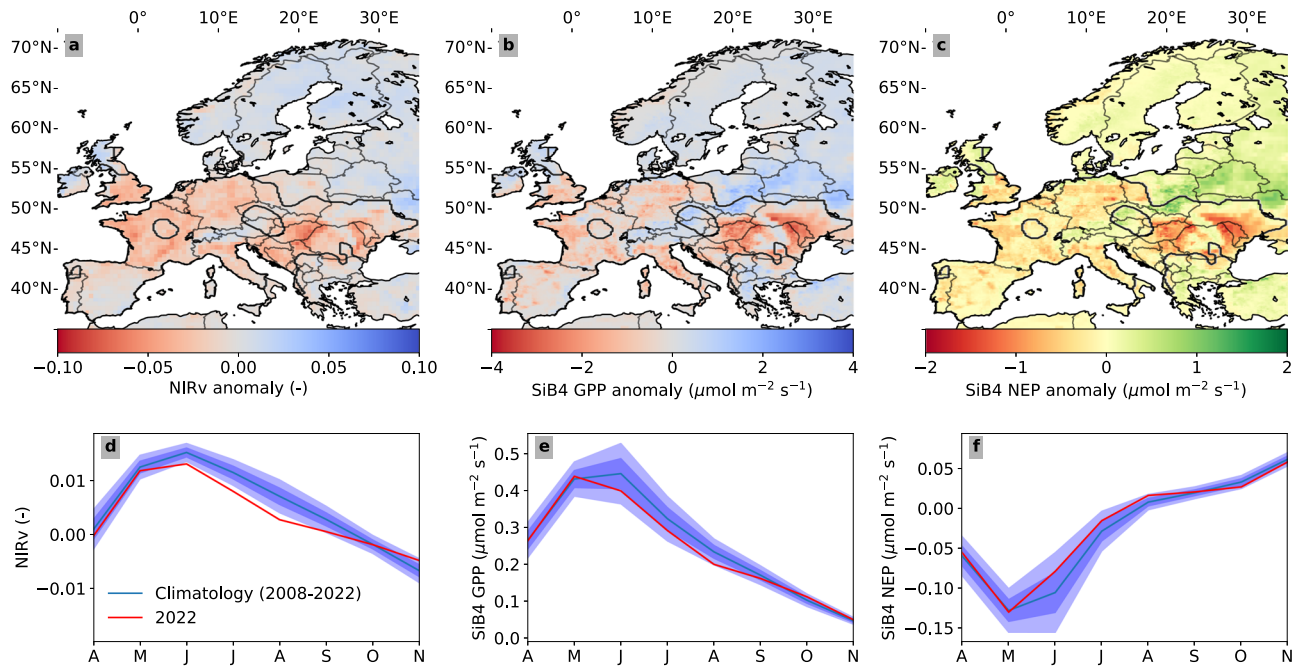 0° 10°E 20°E 30°E 0° 10°E 20°E 30°E 0° 10°E 20°E 30°E
a b c
70°N 70°N 70°N
65°N 65°N 65°N
60°N 60°N 60°N
55°N 55°N 55°N
50°N 50°N 50°N
45°N 45°N 45°N
40°N 40°N 40°N
−0.10 −0.05 0.00 0.05 0.10 −4 −2 0 2 4 −2 −1 0 1 2
NIRv anomaly (-) SiB4 GPP anomaly (μmol m⁻² s⁻¹) SiB4 NEP anomaly (μmol m⁻² s⁻¹)
d e f
NIRv (-)
0.01
0.00
−0.01
Climatology (2008-2022)
2022
A M J J A S O N
SiB4 GPP (μmol m⁻² s⁻¹)
0.5
0.4
0.3
0.2
0.1
0.0
A M J J A S O N
SiB4 NEP (μmol m⁻² s⁻¹)
0.05
0.00
−0.05
−0.10
−0.15
A M J J A S O N